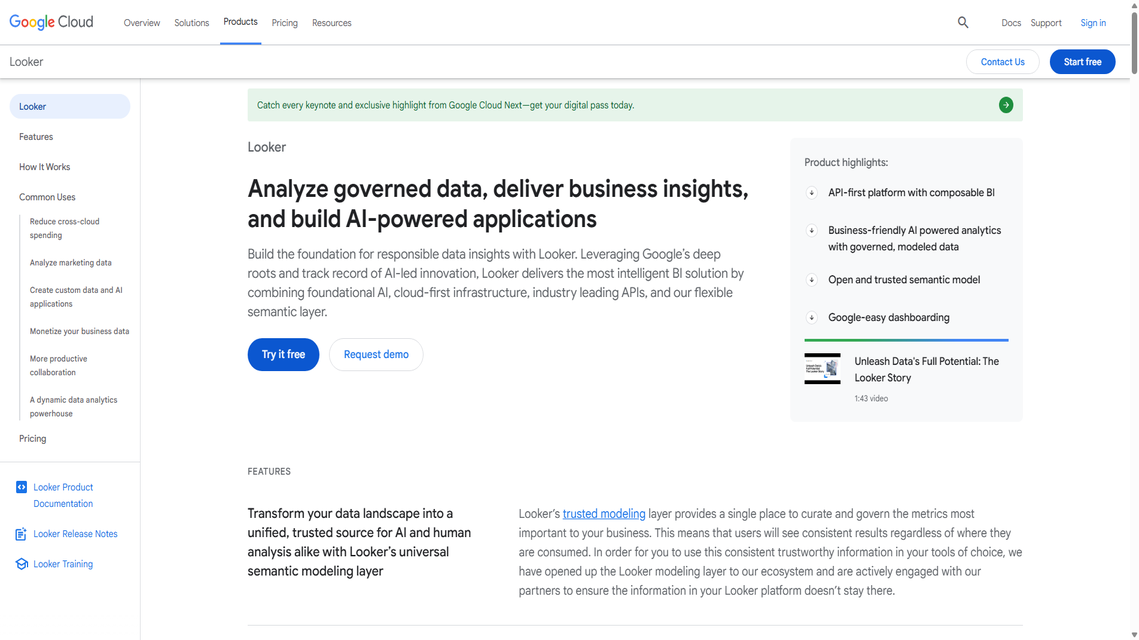 Google Cloud
Overview
Solutions
Products
Pricing
Resources
Docs
Support
Sign in
Looker
Contact Us
Start free
Looker
Features
How It Works
Common Uses
Reduce cross-cloud
spending
Analyze marketing data
Create custom data and AI
applications
Monetize your business data
More productive
collaboration
A dynamic data analytics
powerhouse
Pricing
Looker Product
Documentation
Looker Release Notes
Looker Training
Catch every keynote and exclusive highlight from Google Cloud Next—get your digital pass today.
Looker
Analyze governed data, deliver business insights,
and build AI-powered applications
Build the foundation for responsible data insights with Looker. Leveraging Google's deep
roots and track record of AI-led innovation, Looker delivers the most intelligent BI solution by
combining foundational AI, cloud-first infrastructure, industry leading APIs, and our flexible
semantic layer.
Try it free
Request demo
Product highlights:
API-first platform with composable BI
Business-friendly AI powered analytics
with governed, modeled data
Open and trusted semantic model
Google-easy dashboarding
Unleash Data's Full Potential: The
Looker Story
1:43 video
FEATURES
Transform your data landscape into a
unified, trusted source for AI and human
analysis alike with Looker's universal
semantic modeling layer
Looker's trusted modeling layer provides a single place to curate and govern the metrics most
important to your business. This means that users will see consistent results regardless of where they
are consumed. In order for you to use this consistent trustworthy information in your tools of choice, we
have opened up the Looker modeling layer to our ecosystem and are actively engaged with our
partners to ensure the information in your Looker platform doesn't stay there.